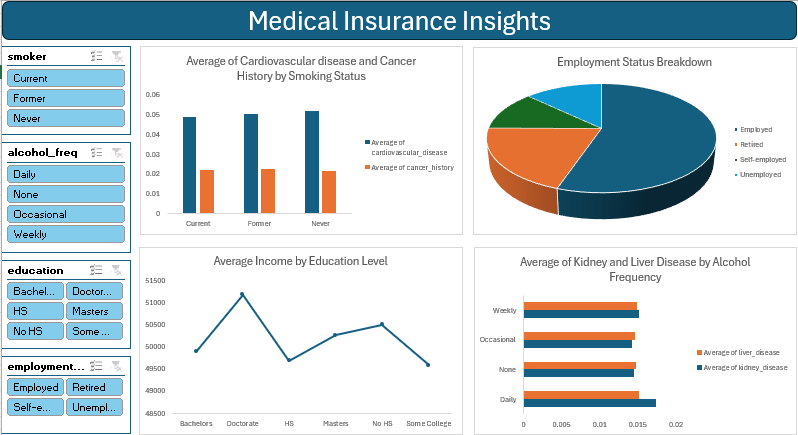 Medical Insurance Insights
smoker
Current
Former
Never
alcohol_freq
Daily
None
Occasional
Weekly
education
Bachel...
Doctor...
HS
Masters
No HS
Some ...
employment...
Employed
Retired
Self-e...
Unempl...
Average of Cardiovascular disease and Cancer
History by Smoking Status
0.06
0.05
0.04
0.03
0.02
0.01
0
Current
Former
Never
Average of
cardiovascular_disease
Average of cancer_history
Employment Status Breakdown
Employed
Retired
Self-employed
Unemployed
Average Income by Education Level
51500
51000
50500
50000
49500
49000
48500
Bachelors
Doctorate
HS
Masters
No HS
Some College
Average of Kidney and Liver Disease by Alcohol
Frequency
Weekly
Occasional
None
Daily
0
0.005
0.01
0.015
0.02
Average of liver_disease
Average of kidney_disease